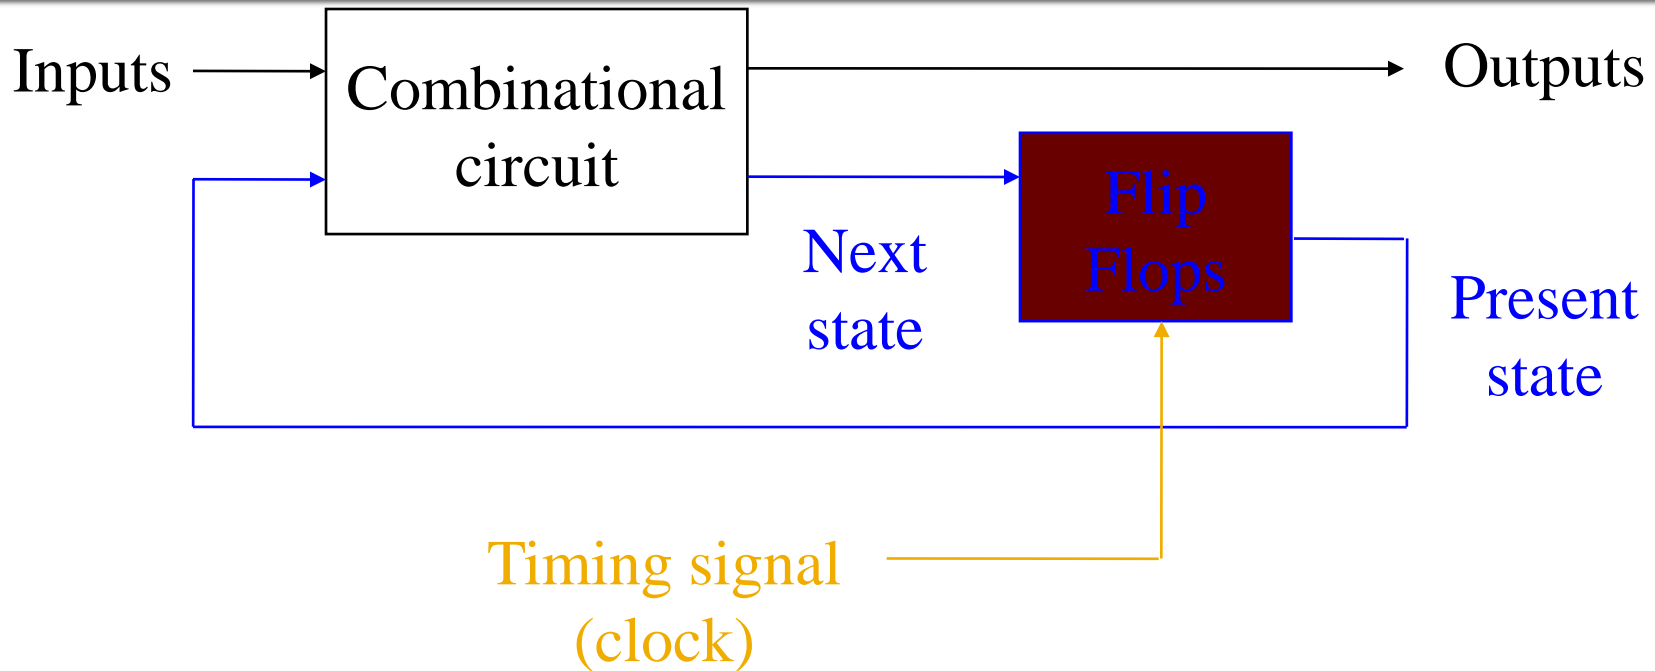 Inputs
Combinational
circuit
Outputs
Flip
Flops
Next
state
Present
state
Timing signal
(clock)